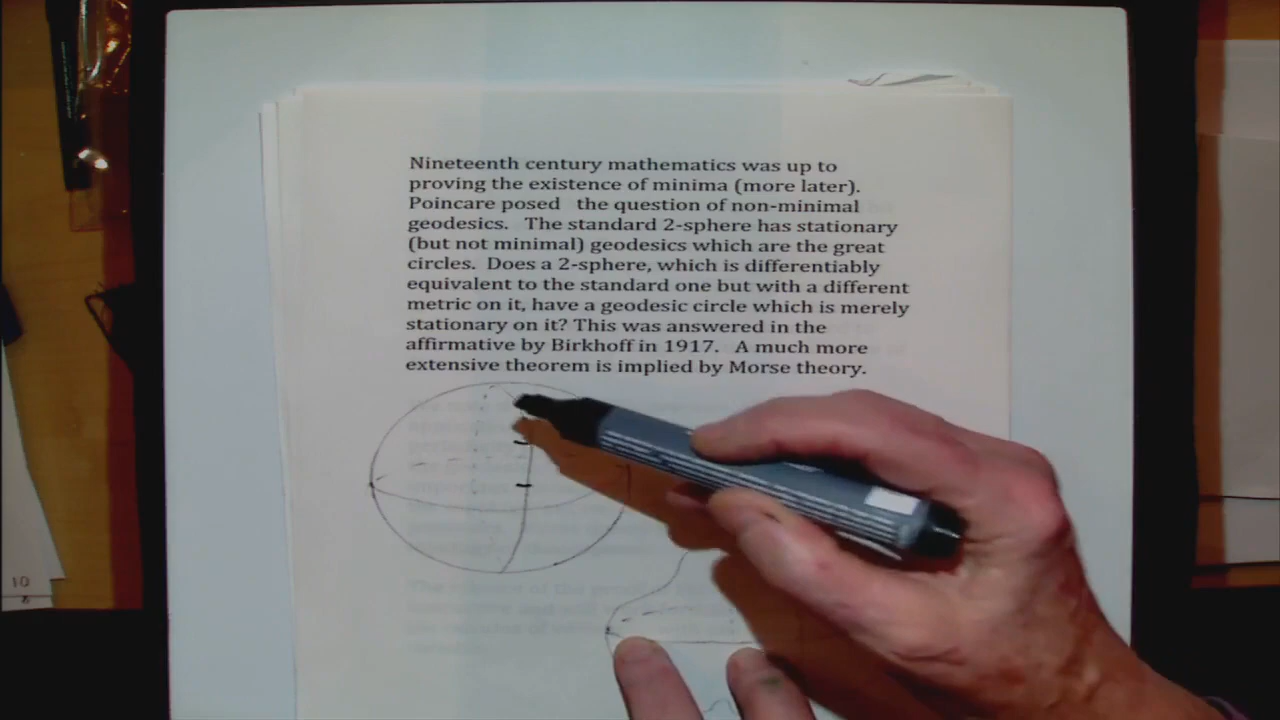 Nineteenth century mathematics was up to
proving the existence of minima (more later).
Poincare posed the question of non-minimal
geodesics. The standard 2-sphere has stationary
(but not minimal) geodesics which are the great
circles. Does a 2-sphere, which is differentiably
equivalent to the standard one but with a different
metric on it, have a geodesic circle which is merely
stationary on it? This was answered in the
affirmative by Birkhoff in 1917. A much more
extensive theorem is implied by Morse theory.
10